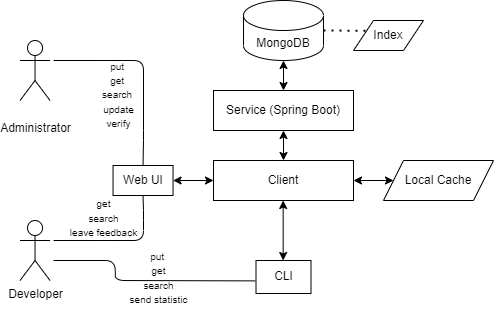 MongoDB
Index
put
get
search
update
verify
Administrator
Service (Spring Boot)
Web UI
Client
Local Cache
get
search
leave feedback
Developer
put
get
search
send statistic
CLI